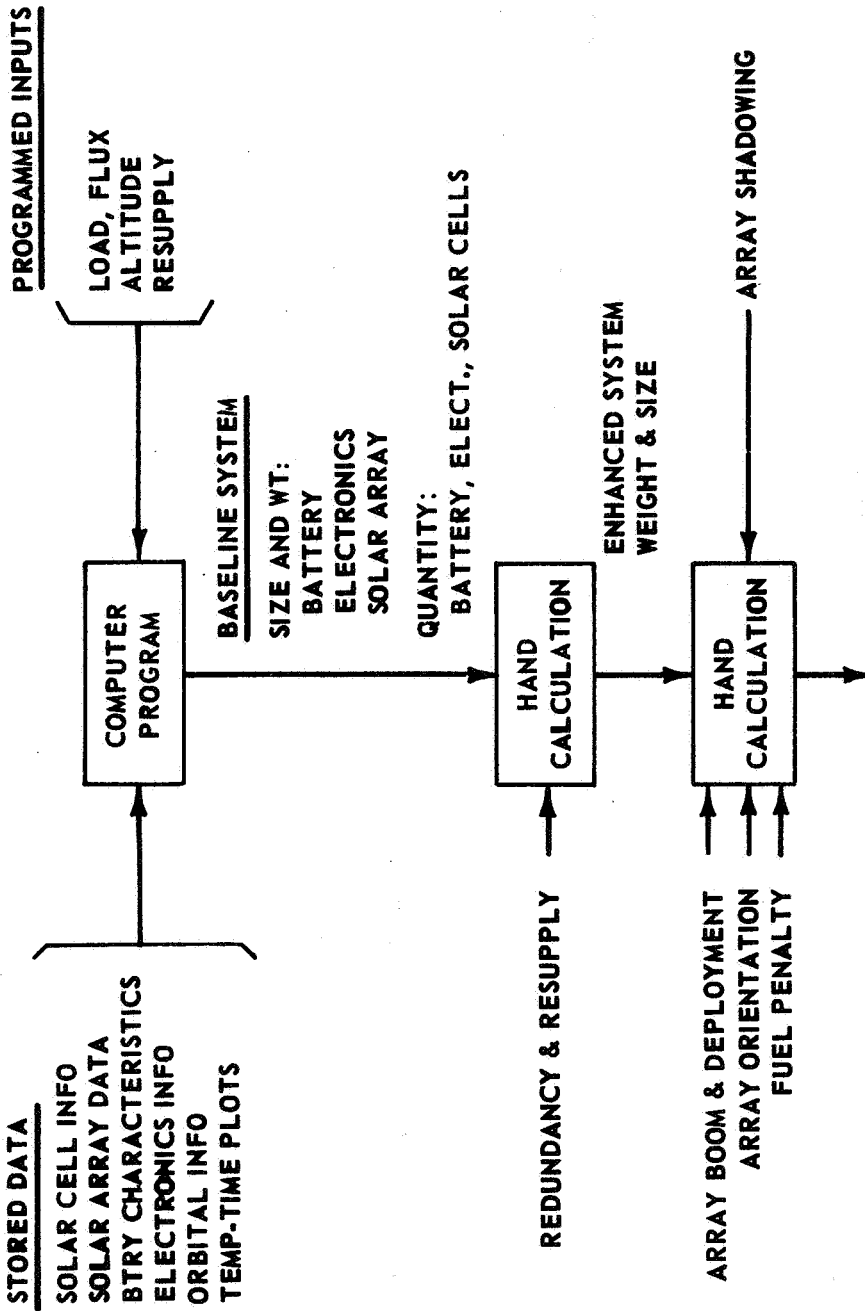 STORED DATA
SOLAR CELL INFO
SOLAR ARRAY DATA
BTRY CHARACTERISTICS
ELECTRONICS INFO
ORBITAL INFO
TEMP-TIME PLOTS
COMPUTER
PROGRAM
PROGRAMMED INPUTS
LOAD, FLUX
ALTITUDE
RESUPPLY
BASELINE SYSTEM
SIZE AND WT:
BATTERY
ELECTRONICS
SOLAR ARRAY
QUANTITY:
BATTERY, ELECT., SOLAR CELLS
REDUNDANCY & RESUPPLY
HAND
CALCULATION
ENHANCED SYSTEM
WEIGHT & SIZE
ARRAY BOOM & DEPLOYMENT
ARRAY ORIENTATION
FUEL PENALTY
HAND
CALCULATION
ARRAY SHADOWING